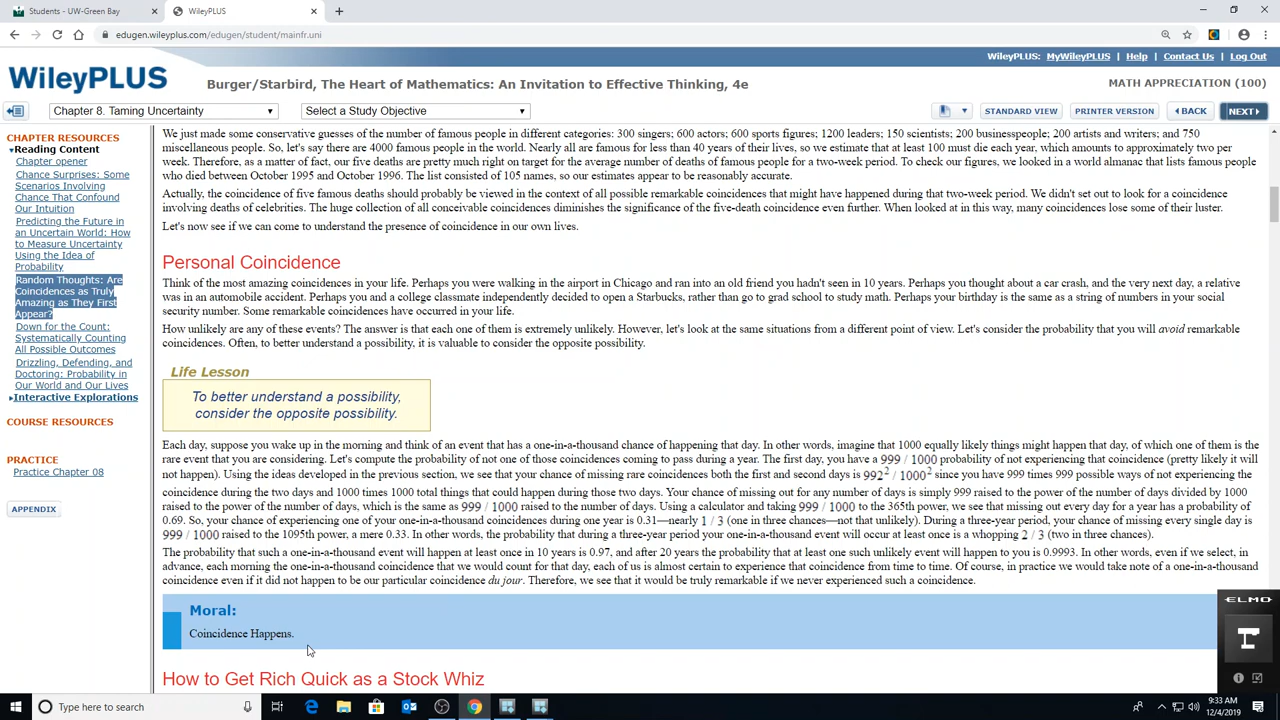 Students - UW-Green Bay
WileyPLUS
edugen.wileyplus.com/edugen/student/mainfr.uni
WileyPLUS: | MyWileyPLUS | Help | Contact Us | Log Out
WileyPLUS
Burger/Starbird, The Heart of Mathematics: An Invitation to Effective Thinking, 4e
MATH APPRECIATION (100)
Chapter 8. Taming Uncertainty
Select a Study Objective
STANDARD VIEW
PRINTER VERSION
BACK
NEXT
CHAPTER RESOURCES
Reading Content
Chapter opener
Chance Surprises: Some
Scenarios Involving
Chance That Confound
Our Intuition
Predicting the Future in
an Uncertain World: How
to Measure Uncertainty
Using the Idea of
Probability
Random Thoughts: Are
Coincidences as Truly
Amazing as They First
Appear?
Down for the Count:
Systematically Counting
All Possible Outcomes
Drizzling, Defending, and
Doctoring: Probability in
Our World and Our Lives
Interactive Explorations
COURSE RESOURCES
PRACTICE
Practice Chapter 08
APPENDIX
We just made some conservative guesses of the number of famous people in different categories: 300 singers; 600 actors; 600 sports figures; 1200 leaders; 150 scientists; 200 businesspeople; 200 artists and writers; and 750
miscellaneous people. So, let's say there are 4000 famous people in the world. Nearly all are famous for less than 40 years of their lives, so we estimate that at least 100 must die each year, which amounts to approximately two per
week. Therefore, as a matter of fact, our five deaths are pretty much right on target for the average number of deaths of famous people for a two-week period. To check our figures, we looked in a world almanac that lists famous people
who died between October 1995 and October 1996. The list consisted of 105 names, so our estimates appear to be reasonably accurate.
Actually, the coincidence of five famous deaths should probably be viewed in the context of all possible remarkable coincidences that might have happened during that two-week period. We didn't set out to look for a coincidence
involving deaths of celebrities. The huge collection of all conceivable coincidences diminishes the significance of the five-death coincidence even further. When looked at in this way, many coincidences lose some of their luster.
Let's now see if we can come to understand the presence of coincidence in our own lives.
Personal Coincidence
Think of the most amazing coincidences in your life. Perhaps you were walking in the airport in Chicago and ran into an old friend you hadn't seen in 10 years. Perhaps you thought about a car crash, and the very next day, a relative
was in an automobile accident. Perhaps you and a college classmate independently decided to open a Starbucks, rather than go to grad school to study math. Perhaps your birthday is the same as a string of numbers in your social
security number. Some remarkable coincidences have occurred in your life.
How unlikely are any of these events? The answer is that each one of them is extremely unlikely. However, let's look at the same situations from a different point of view. Let's consider the probability that you will avoid remarkable
coincidences. Often, to better understand a possibility, it is valuable to consider the opposite possibility.
Life Lesson
To better understand a possibility,
consider the opposite possibility.
Each day, suppose you wake up in the morning and think of an event that has a one-in-a-thousand chance of happening that day. In other words, imagine that 1000 equally likely things might happen that day, of which one of them is the
rare event that you are considering. Let's compute the probability of not one of those coincidences coming to pass during a year. The first day, you have a 999 / 1000 probability of not experiencing that coincidence (pretty likely it will
not happen). Using the ideas developed in the previous section, we see that your chance of missing rare coincidences both the first and second days is 992² / 1000² since you have 999 times 999 possible ways of not experiencing the
coincidence during the two days and 1000 times 1000 total things that could happen during those two days. Your chance of missing out for any number of days is simply 999 raised to the power of the number of days divided by 1000
raised to the power of the number of days, which is the same as 999 / 1000 raised to the number of days. Using a calculator and taking 999 / 1000 to the 365th power, we see that missing out every day for a year has a probability of
0.69. So, your chance of experiencing one of your one-in-a-thousand coincidences during one year is 0.31—nearly 1 / 3 (one in three chances—not that unlikely). During a three-year period, your chance of missing every single day is
999 / 1000 raised to the 1095th power, a mere 0.33. In other words, the probability that during a three-year period your one-in-a-thousand event will occur at least once is a whopping 2 / 3 (two in three chances).
The probability that such a one-in-a-thousand event will happen at least once in 10 years is 0.97, and after 20 years the probability that at least one such unlikely event will happen to you is 0.9993. In other words, even if we select, in
advance, each morning the one-in-a-thousand coincidence that we would count for that day, each of us is almost certain to experience that coincidence from time to time. Of course, in practice we would take note of a one-in-a-thousand
coincidence even if it did not happen to be our particular coincidence du jour. Therefore, we see that it would be truly remarkable if we never experienced such a coincidence.
Moral:
Coincidence Happens.
How to Get Rich Quick as a Stock Whiz
ELMO
Type here to search
9:33 AM
12/4/2019